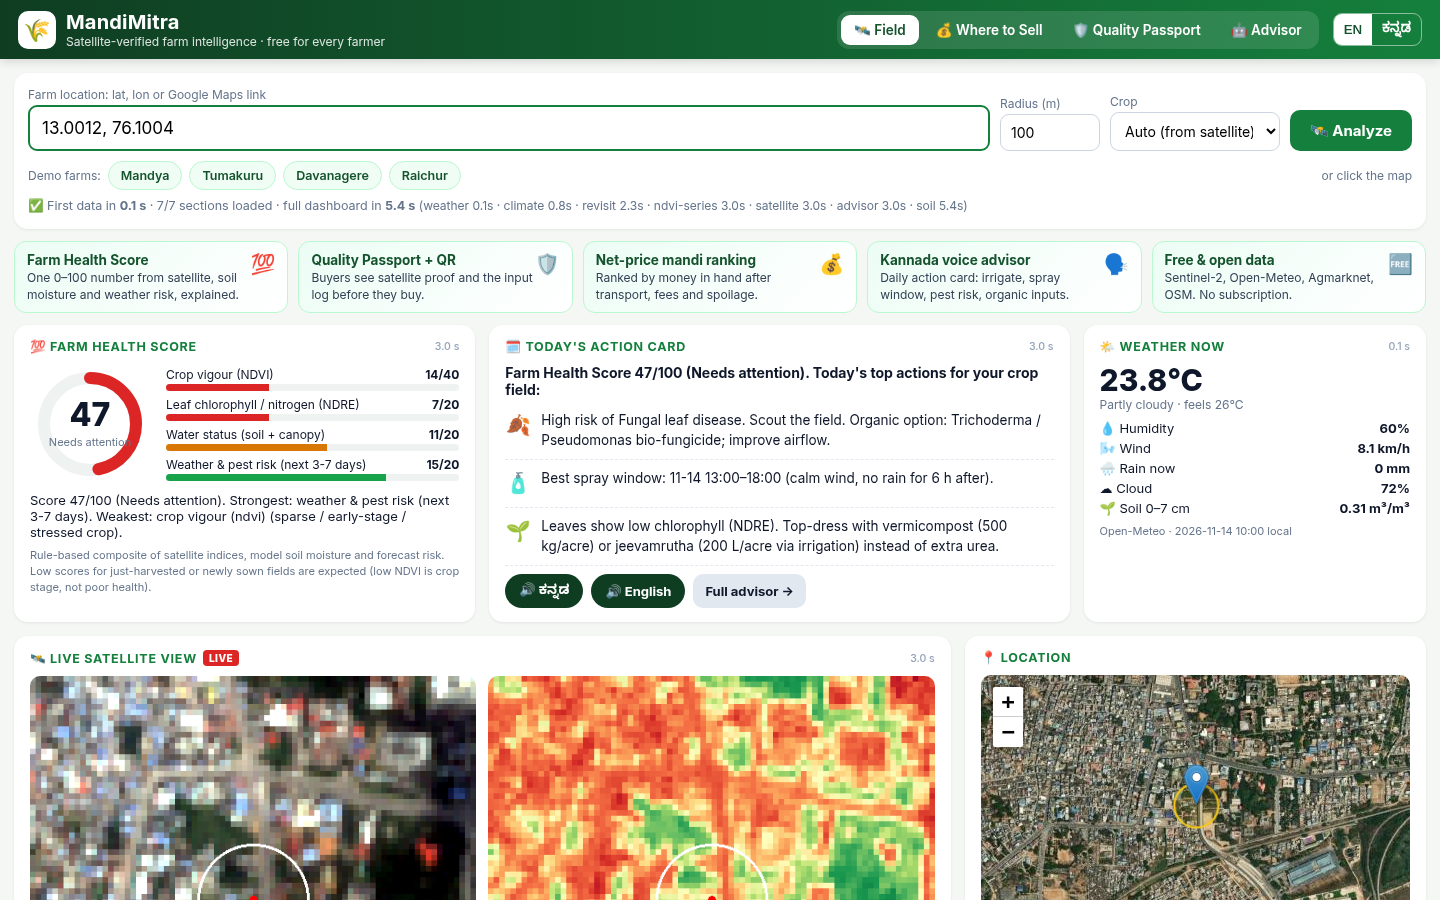 MandiMitra
Satellite-verified farm intelligence · free for every farmer
Field
Where to Sell
Quality Passport
Advisor
EN
ಕನ್ನಡ
Farm location: lat, lon or Google Maps link
13.0012, 76.1004
Radius (m)
100
Crop
Auto (from satellite)
Analyze
Demo farms:
Mandya
Tumakuru
Davanagere
Raichur
or click the map
✅ First data in 0.1 s · 7/7 sections loaded · full dashboard in 5.4 s (weather 0.1s · climate 0.8s · revisit 2.3s · ndvi-series 3.0s · satellite 3.0s · advisor 3.0s · soil 5.4s)
Farm Health Score
One 0–100 number from satellite, soil
moisture and weather risk, explained.
Quality Passport + QR
Buyers see satellite proof and the input
log before they buy.
Net-price mandi ranking
Ranked by money in hand after
transport, fees and spoilage.
Kannada voice advisor
Daily action card: irrigate, spray
window, pest risk, organic inputs.
Free & open data
Sentinel-2, Open-Meteo, Agmarknet,
OSM. No subscription.
FARM HEALTH SCORE
3.0 s
47
Needs attention
Crop vigour (NDVI) 14/40
Leaf chlorophyll / nitrogen (NDRE) 7/20
Water status (soil + canopy) 11/20
Weather & pest risk (next 3-7 days) 15/20
Score 47/100 (Needs attention). Strongest: weather & pest risk (next
3-7 days). Weakest: crop vigour (ndvi) (sparse / early-stage /
stressed crop).
Rule-based composite of satellite indices, model soil moisture and forecast risk.
Low scores for just-harvested or newly sown fields are expected (low NDVI is crop
stage, not poor health).
TODAY'S ACTION CARD
3.0 s
Farm Health Score 47/100 (Needs attention). Today's top actions for your crop
field:
High risk of Fungal leaf disease. Scout the field. Organic option: Trichoderma /
Pseudomonas bio-fungicide; improve airflow.
Best spray window: 11-14 13:00–18:00 (calm wind, no rain for 6 h after).
Leaves show low chlorophyll (NDRE). Top-dress with vermicompost (500
kg/acre) or jeevamrutha (200 L/acre via irrigation) instead of extra urea.
ಕನ್ನಡ
English
Full advisor →
WEATHER NOW
0.1 s
23.8°C
Partly cloudy · feels 26°C
Humidity 60%
Wind 8.1 km/h
Rain now 0 mm
Cloud 72%
Soil 0–7 cm 0.31 m³/m³
Open-Meteo · 2026-11-14 10:00 local
LIVE SATELLITE VIEW LIVE
3.0 s
LOCATION
+
−